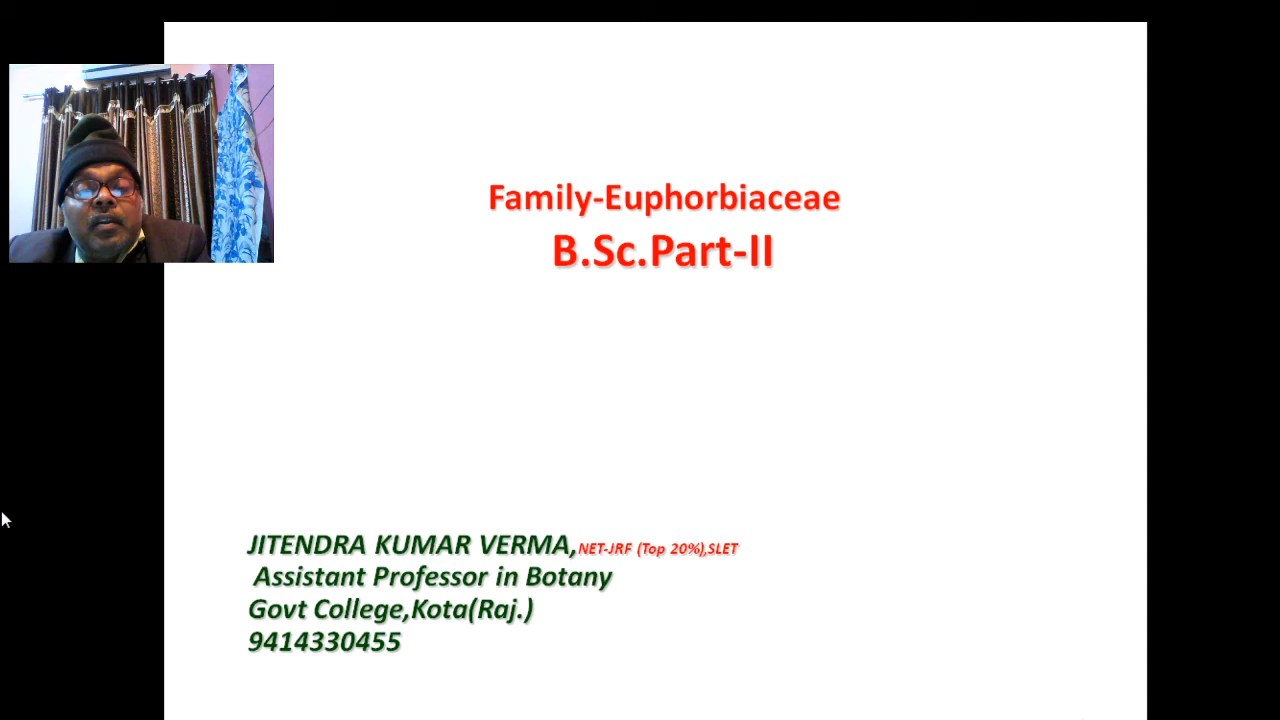 Family-Euphorbiaceae
B.Sc.Part-II
JITENDRA KUMAR VERMA,NET-JRF (Top 20%),SLET
Assistant Professor in Botany
Govt College,Kota(Raj.)
9414330455